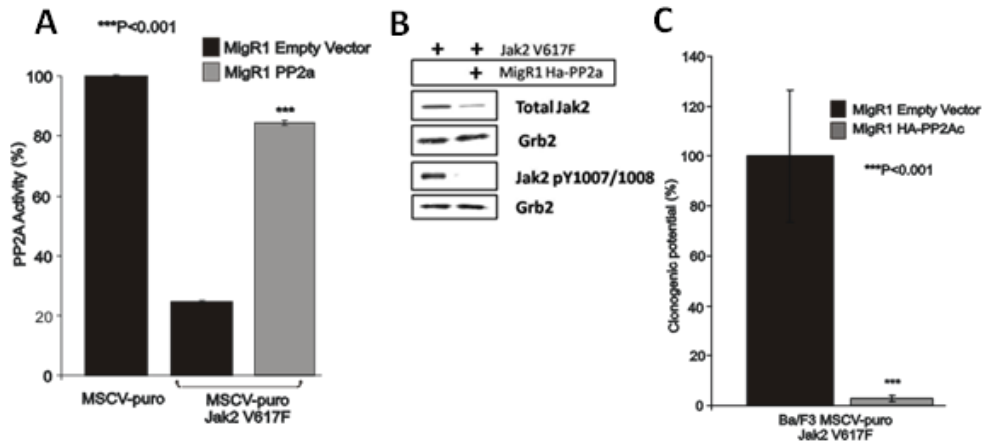 A
***P<0.001
MigR1 Empty Vector
MigR1 PP2a
PP2A Activity (%)
100
80
60
40
20
0
***
MSCV-puro
MSCV-puro
Jak2 V617F
B
+ + Jak2 V617F
+ MigR1 Ha-PP2a
Total Jak2
Grb2
Jak2 pY1007/1008
Grb2
C
Clonogenic potential (%)
140
120
100
80
60
40
20
0
MigR1 Empty Vector
MigR1 HA-PP2Ac
***P<0.001
***
Ba/F3 MSCV-puro
Jak2 V617F